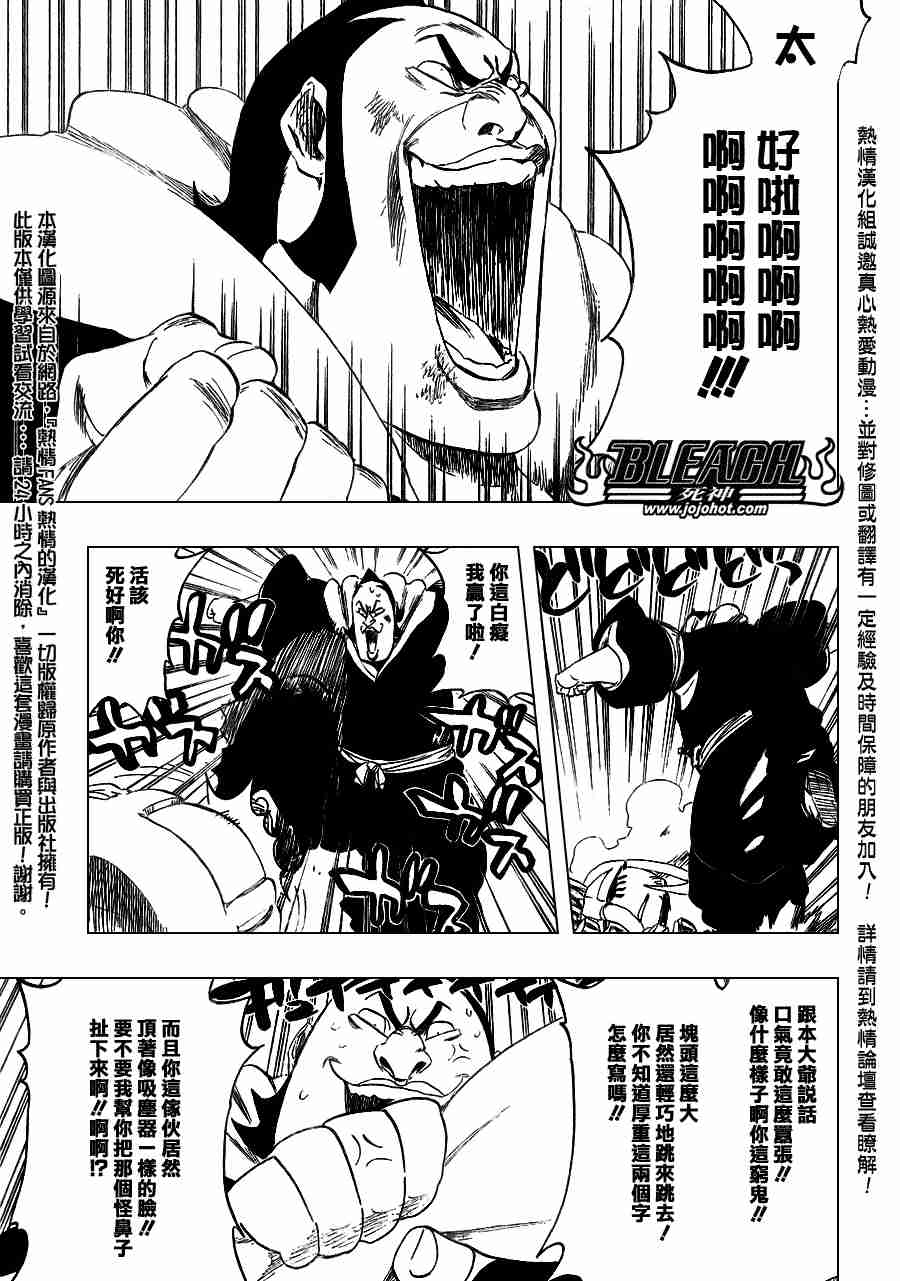 太
好啦啊啊啊
啊啊啊啊啊!!!
BLEACH
死神
www.jojohot.com
你這白癡
我贏了啦!
活該
死好啊你!!
跟本大爺説話
口氣竟敢這麼囂張!!
像什麼樣子啊你這窮鬼!!
塊頭這麼大
居然還輕巧地跳來跳去!
你不知道厚重這兩個字
怎麼寫嗎!!
而且你這傢伙居然
頂著像吸塵器一樣的臉!!
要不要我幫你把那個怪鼻子
扯下來啊!!啊啊!?
熱情漢化組誠邀真心熱愛動漫…並對修圖或翻譯有一定經驗及時間保障的朋友加入! 詳情請到熱情論壇查看瞭解!
本漢化圖源來自於網路,『熱情FANS熱情的漢化』一切版權歸原作者與出版社擁有!
此版本僅供學習試看交流……請24小時之內消除,喜歡這套漫畫請購買正版!謝謝。